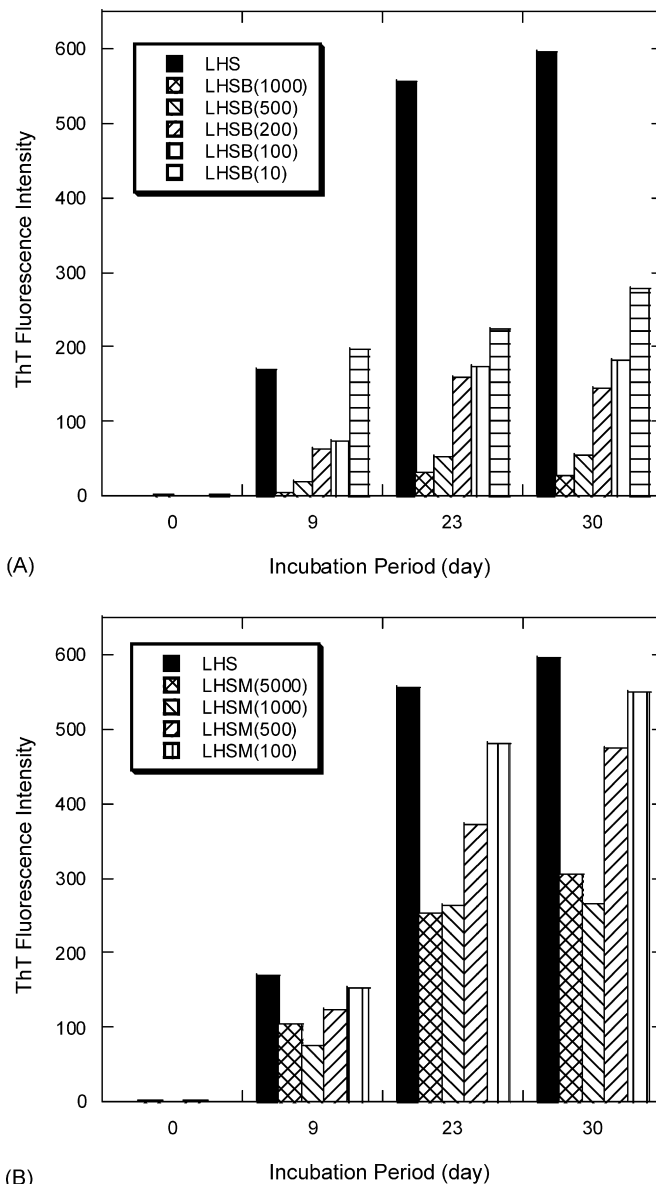 600
500
400
300
200
100
0
ThT Fluorescence Intensity
LHS
LHSB(1000)
LHSB(500)
LHSB(200)
LHSB(100)
LHSB(10)
0 9 23 30
(A)
Incubation Period (day)
600
500
400
300
200
100
0
ThT Fluorescence Intensity
LHS
LHSM(5000)
LHSM(1000)
LHSM(500)
LHSM(100)
0 9 23 30
Incubation Period (day)
(B)